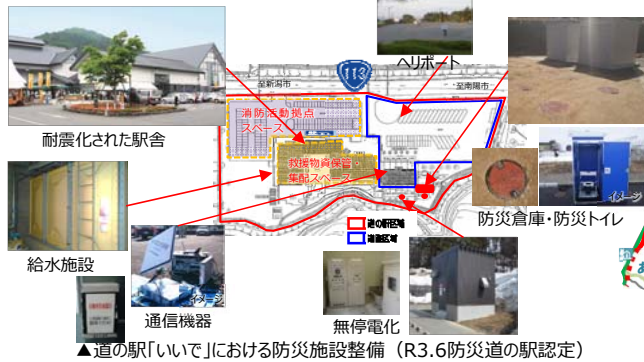 ヘリポート
113
至新潟市
至南陽市
消防活動拠点
スペース
耐震化された駅舎
救援物資保管・
集配スペース
イメージ
防災倉庫・防災トイレ
道の駅区域
道路区域
給水施設
イメージ
通信機器
無停電化
▲道の駅「いいで」における防災施設整備（R3.6防災道の駅認定）